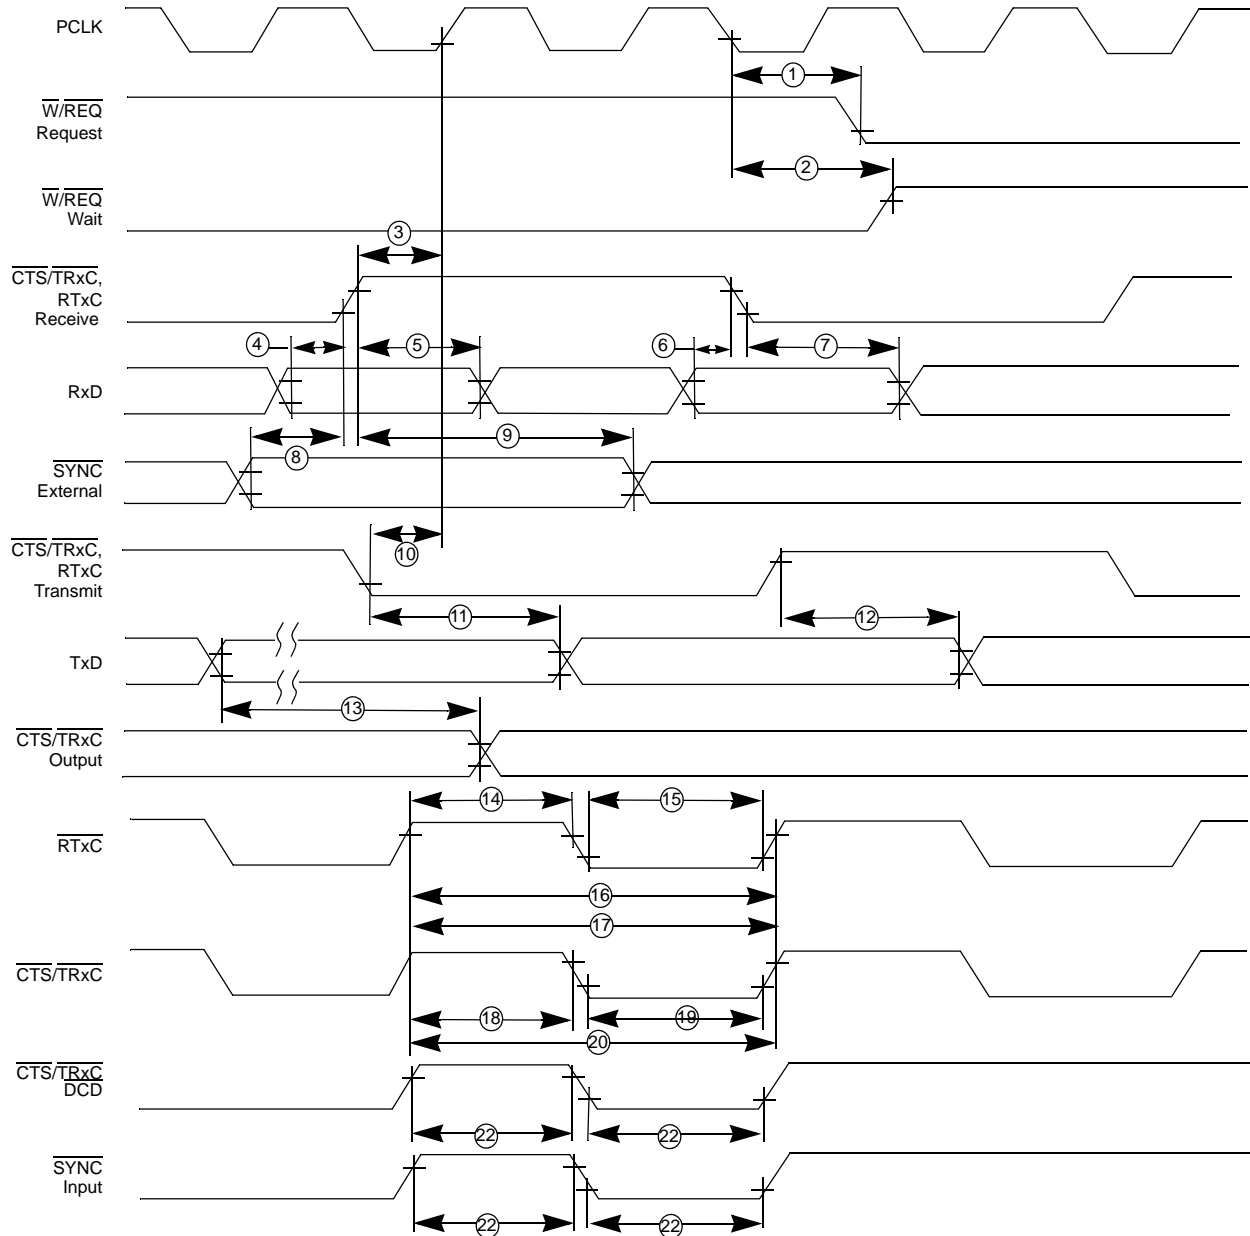 PCLK
1
W/REQ
Request
2
W/REQ
Wait
3
CTS/TRxC,
RTxC
Receive
4
5
6
7
RxD
8
9
SYNC
External
10
CTS/TRxC,
RTxC
Transmit
11
12
TxD
13
CTS/TRxC
Output
14
15
RTxC
16
17
CTS/TRxC
18
19
20
CTS/TRxC
DCD
22
22
SYNC
Input
22
22